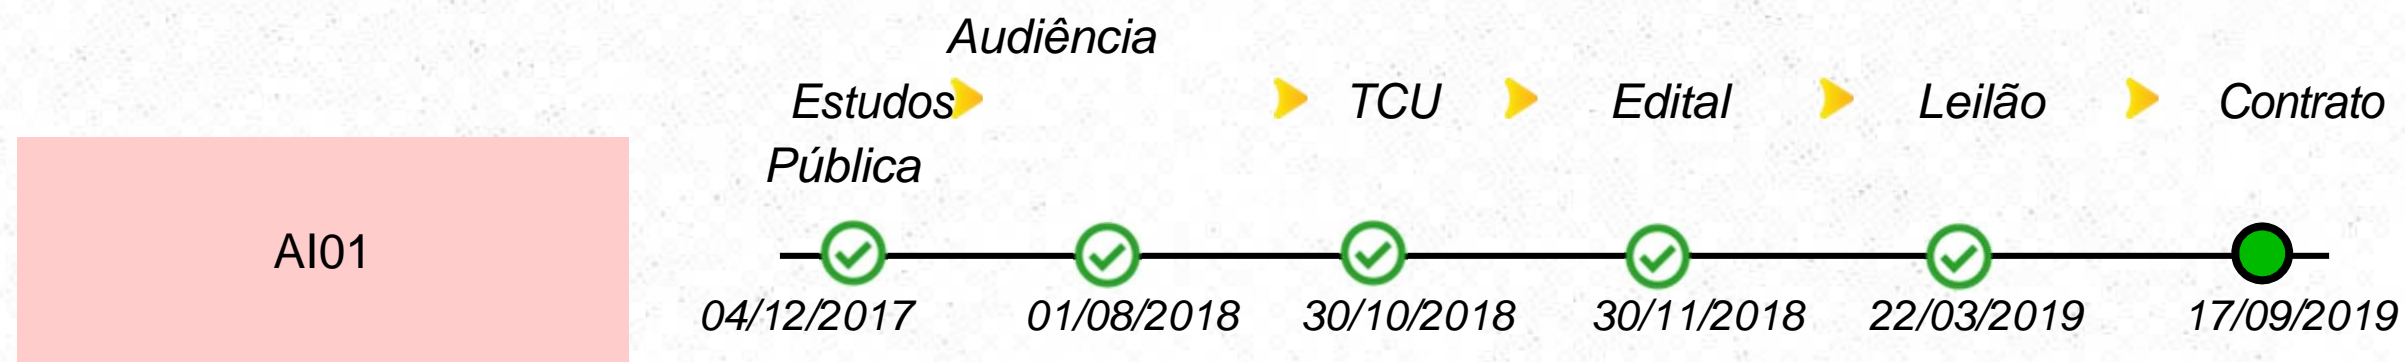 Audiência
Estudos TCU Edital Leilão Contrato
Pública
AI01
04/12/2017 01/08/2018 30/10/2018 30/11/2018 22/03/2019 17/09/2019